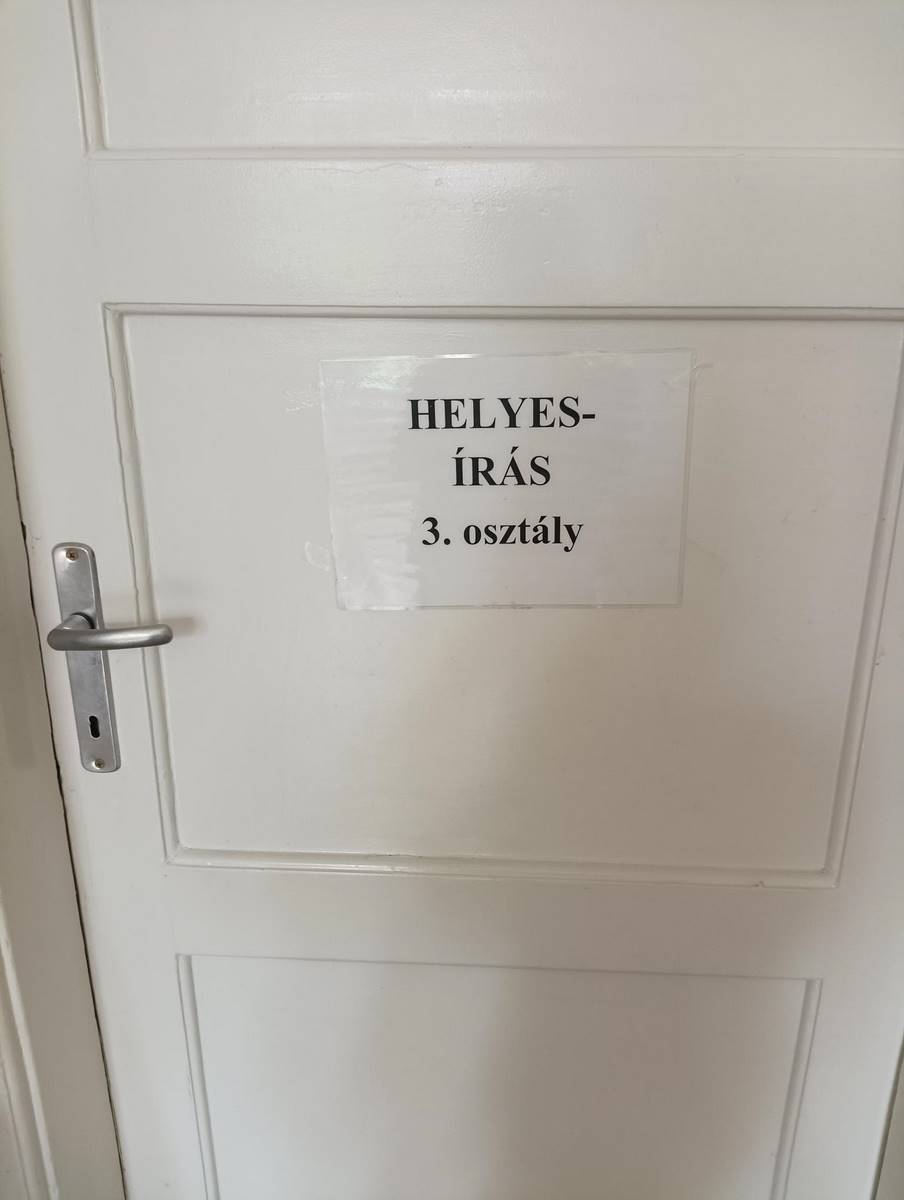 HELYES-
ÍRÁS
3. osztály